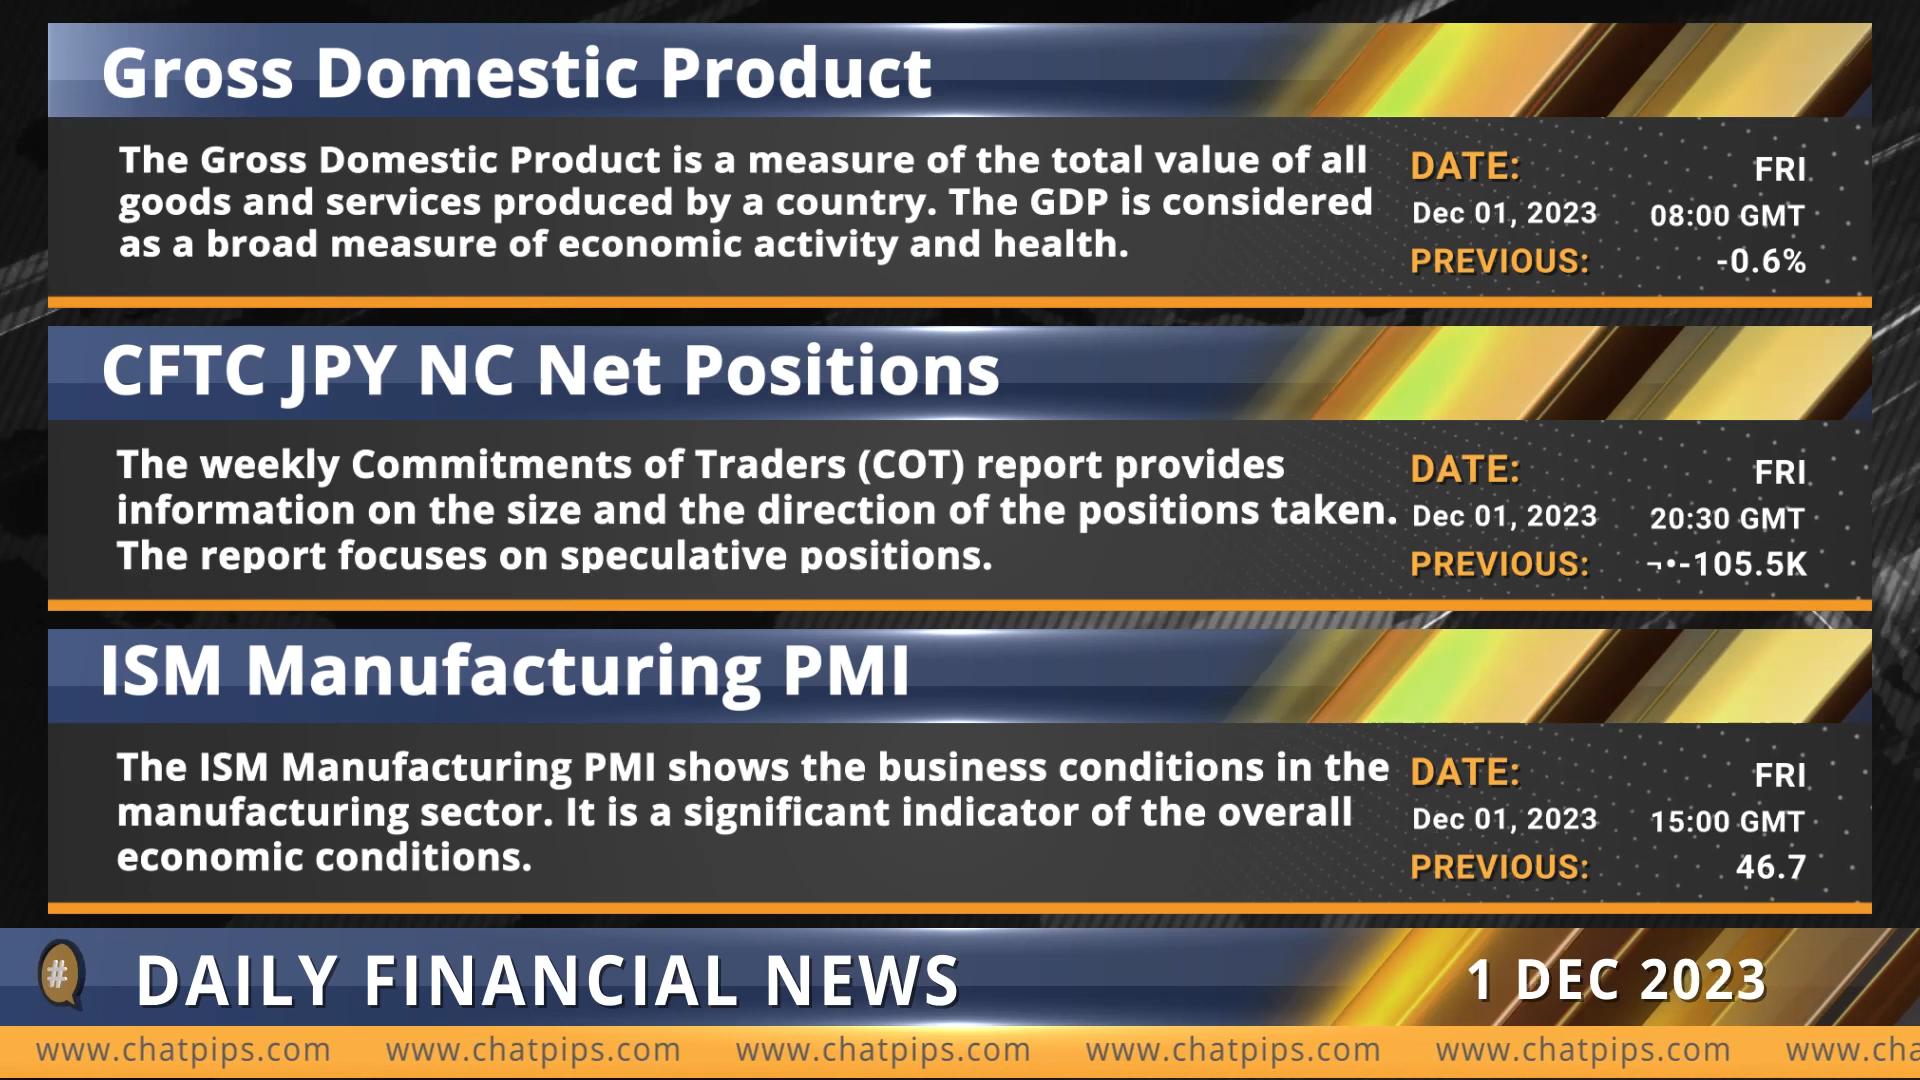 Gross Domestic Product
The Gross Domestic Product is a measure of the total value of all
goods and services produced by a country. The GDP is considered
as a broad measure of economic activity and health.
DATE: FRI
Dec 01, 2023 08:00 GMT
PREVIOUS: -0.6%
CFTC JPY NC Net Positions
The weekly Commitments of Traders (COT) report provides
information on the size and the direction of the positions taken.
The report focuses on speculative positions.
DATE: FRI
Dec 01, 2023 20:30 GMT
PREVIOUS: ¬•-105.5K
ISM Manufacturing PMI
The ISM Manufacturing PMI shows the business conditions in the
manufacturing sector. It is a significant indicator of the overall
economic conditions.
DATE: FRI
Dec 01, 2023 15:00 GMT
PREVIOUS: 46.7
# DAILY FINANCIAL NEWS 1 DEC 2023
www.chatpips.com www.chatpips.com www.chatpips.com www.chatpips.com www.chatpips.com www.cha